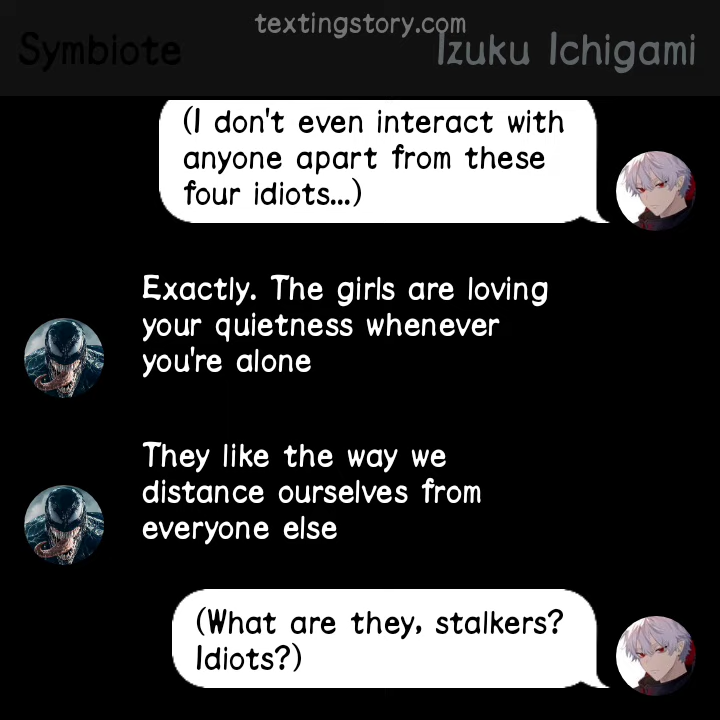 textingstory.com
Symbiote
Izuku Ichigami
(I don't even interact with
anyone apart from these
four idiots...)
Exactly. The girls are loving
your quietness whenever
you're alone
They like the way we
distance ourselves from
everyone else
(What are they, stalkers?
Idiots?)